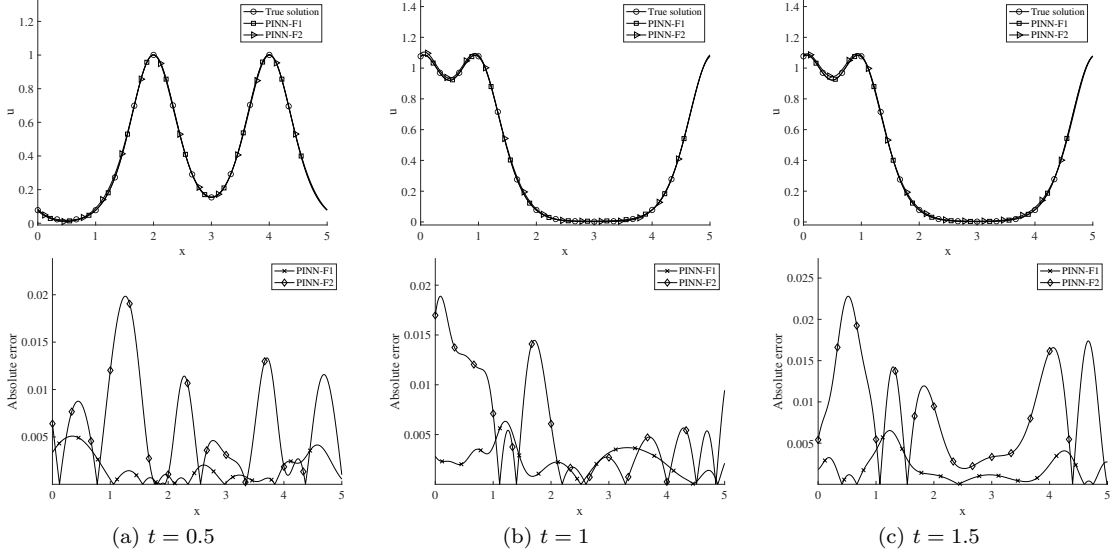 True solution
PINN-F1
PINN-F2
u
1.2
1
0.8
0.6
0.4
0.2
0
0 1 2 3 4 5
x
True solution
PINN-F1
PINN-F2
u
1.4
1.2
1
0.8
0.6
0.4
0.2
0
0 1 2 3 4 5
x
True solution
PINN-F1
PINN-F2
u
1.4
1.2
1
0.8
0.6
0.4
0.2
0
0 1 2 3 4 5
x
PINN-F1
PINN-F2
Absolute error
0.02
0.015
0.01
0.005
0 1 2 3 4 5
x
PINN-F1
PINN-F2
Absolute error
0.02
0.015
0.01
0.005
0 1 2 3 4 5
x
PINN-F1
PINN-F2
Absolute error
0.025
0.02
0.015
0.01
0.005
0 1 2 3 4 5
x
(a) t = 0.5
(b) t = 1
(c) t = 1.5